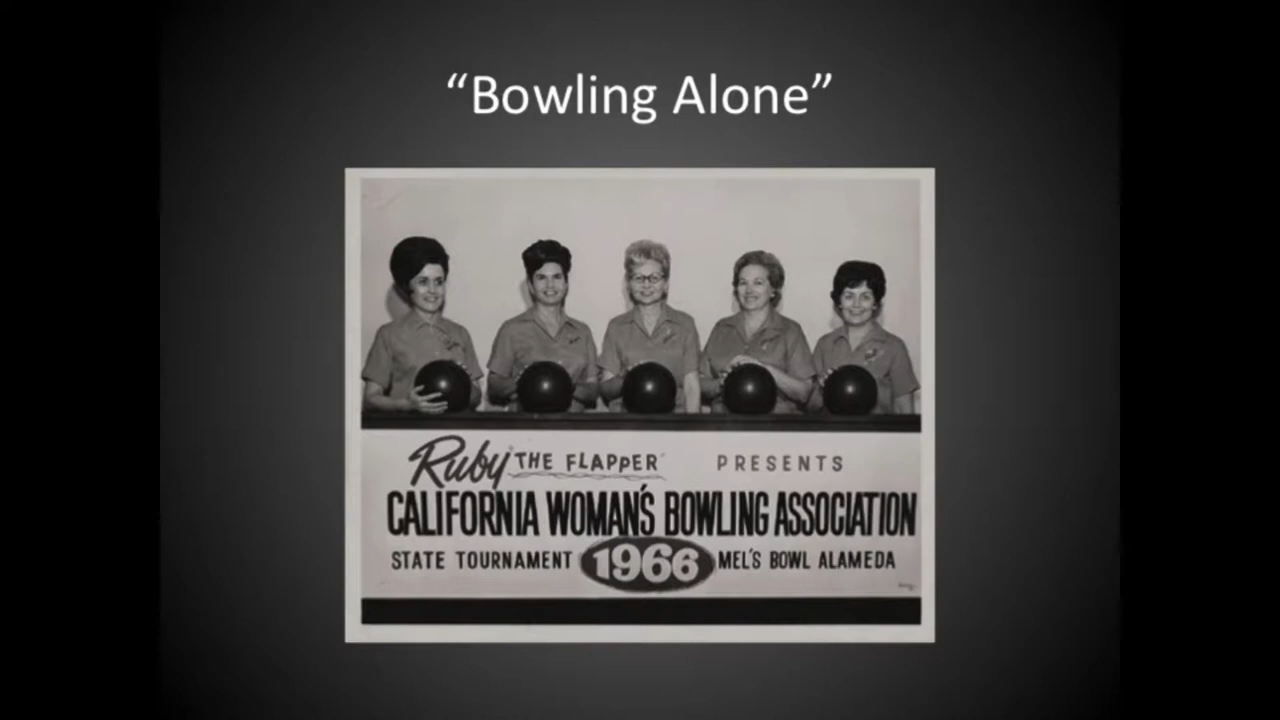 “Bowling Alone”
Ruby "THE FLAPPER" PRESENTS
CALIFORNIA WOMAN'S BOWLING ASSOCIATION
STATE TOURNAMENT 1966 MEL'S BOWL ALAMEDA